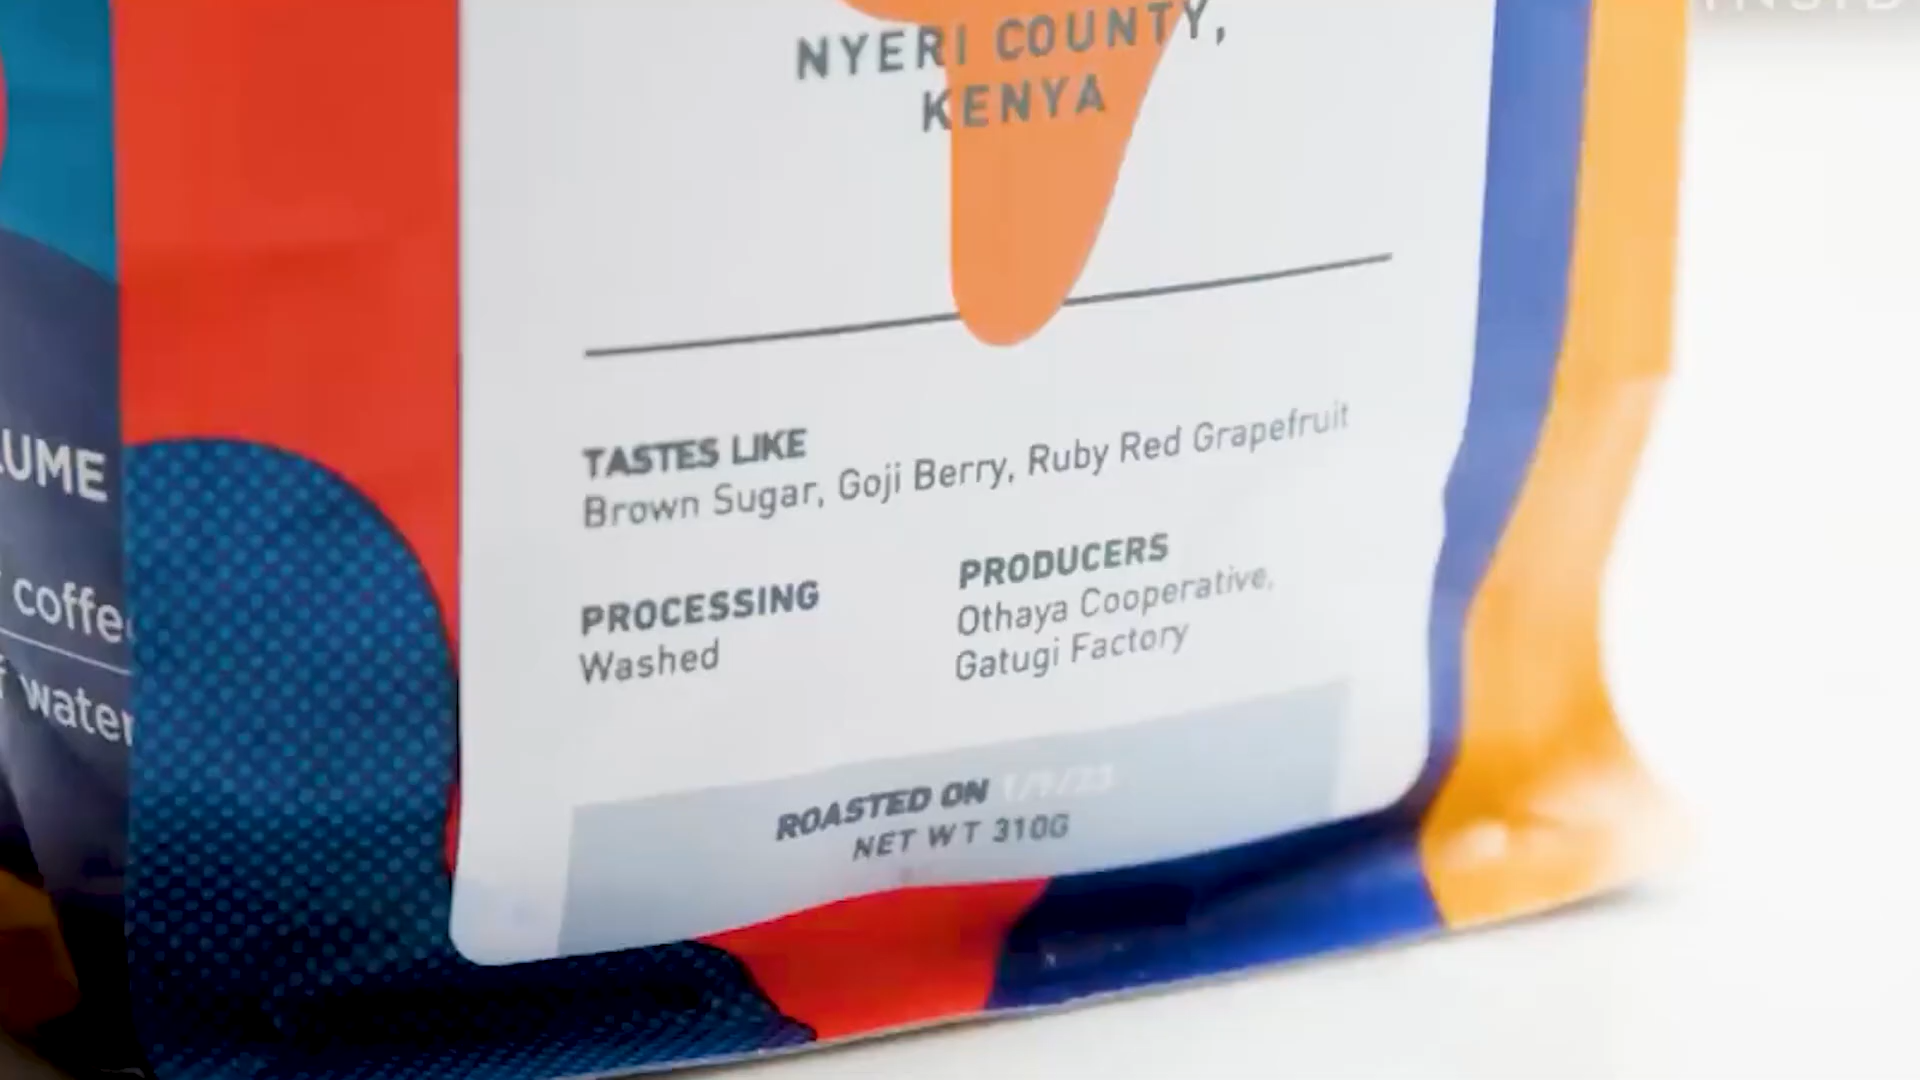 NYERI COUNTY,
KENYA
TASTES LIKE
Brown Sugar, Goji Berry, Ruby Red Grapefruit
PROCESSING
Washed
PRODUCERS
Othaya Cooperative,
Gatugi Factory
ROASTED ON
NET WT 310G
coffe
water